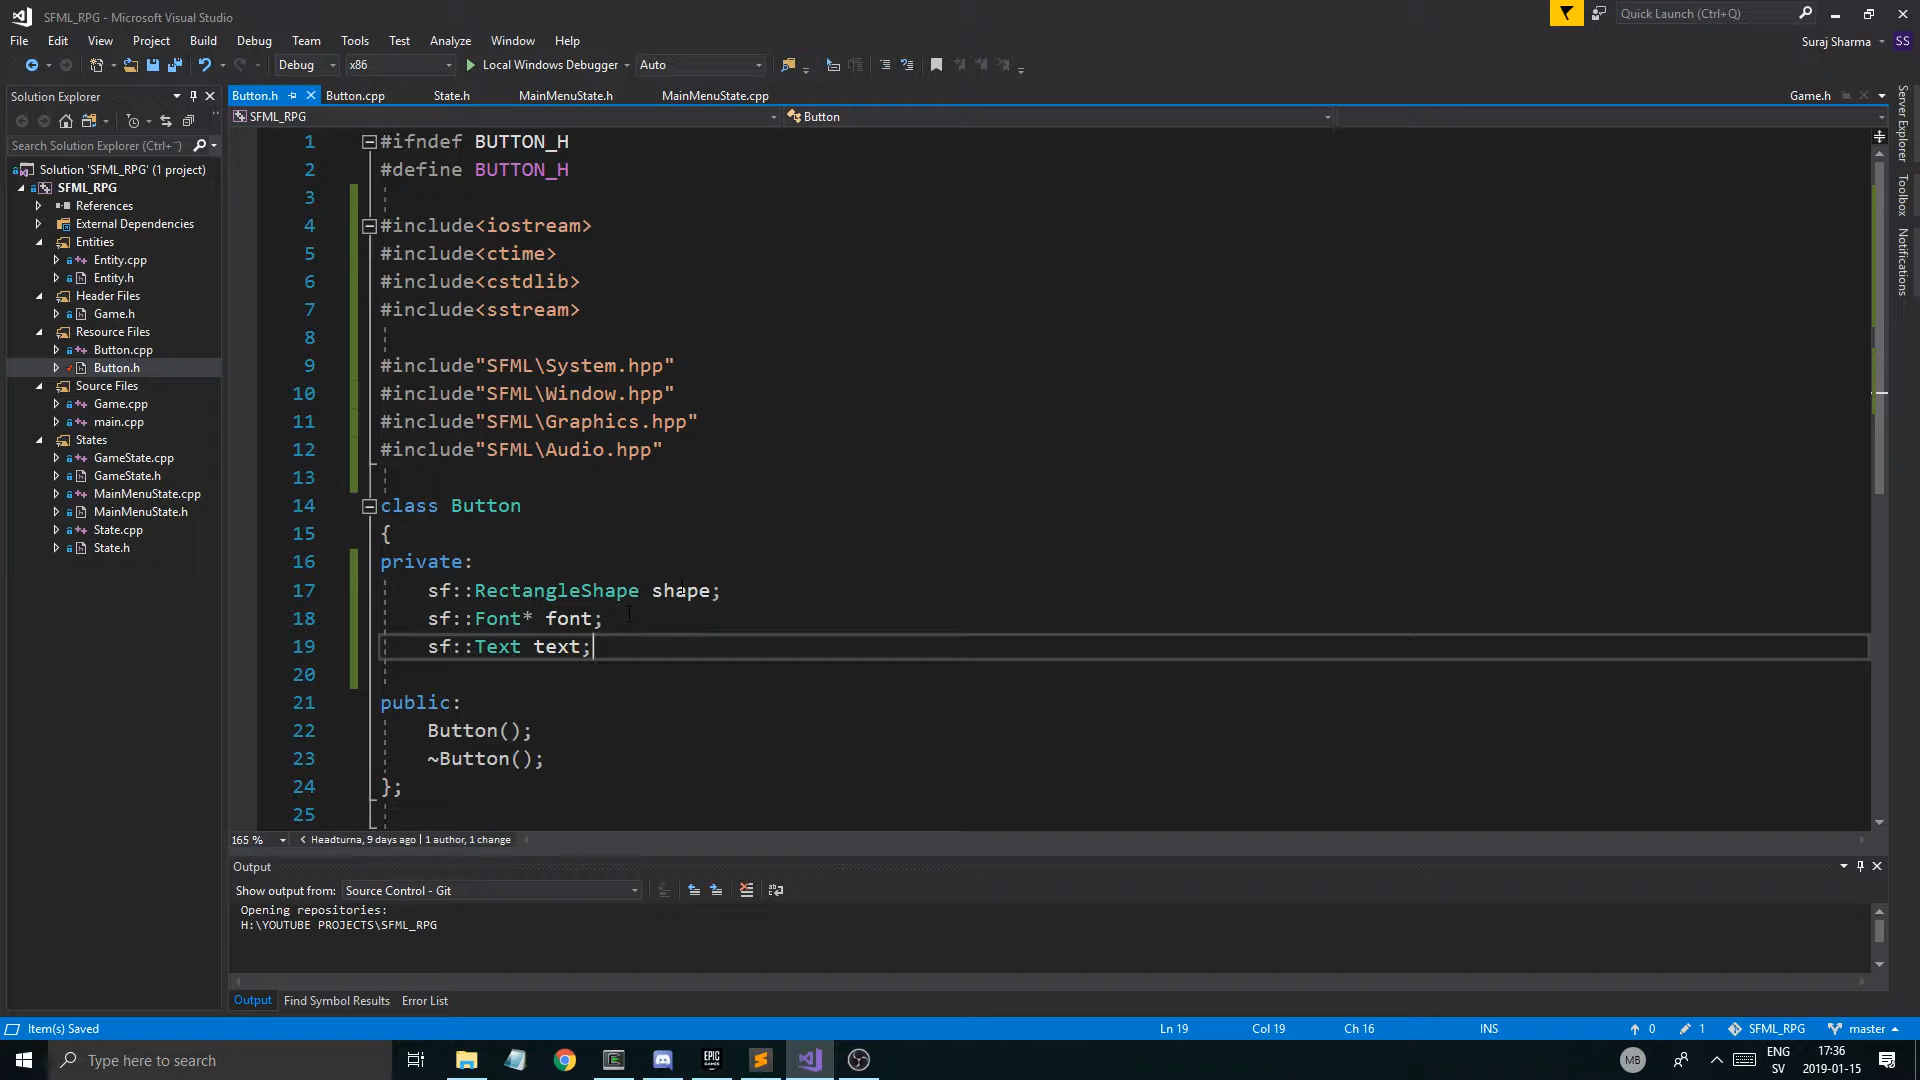 SFML_RPG - Microsoft Visual Studio
Quick Launch (Ctrl+Q)
File Edit View Project Build Debug Team Tools Test Analyze Window Help
Suraj Sharma SS
Debug x86 Local Windows Debugger Auto
Solution Explorer
Search Solution Explorer (Ctrl+¨)
Solution 'SFML_RPG' (1 project)
SFML_RPG
References
External Dependencies
Entities
Entity.cpp
Entity.h
Header Files
Game.h
Resource Files
Button.cpp
Button.h
Source Files
Game.cpp
main.cpp
States
GameState.cpp
GameState.h
MainMenuState.cpp
MainMenuState.h
State.cpp
State.h
Button.h Button.cpp State.h MainMenuState.h MainMenuState.cpp Game.h
SFML_RPG Button
1 #ifndef BUTTON_H
2 #define BUTTON_H
3
4 #include<iostream>
5 #include<ctime>
6 #include<cstdlib>
7 #include<sstream>
8
9 #include"SFML\System.hpp"
10 #include"SFML\Window.hpp"
11 #include"SFML\Graphics.hpp"
12 #include"SFML\Audio.hpp"
13
14 class Button
15 {
16 private:
17 sf::RectangleShape shape;
18 sf::Font* font;
19 sf::Text text;
20
21 public:
22 Button();
23 ~Button();
24 };
25
165 % Headturna, 9 days ago | 1 author, 1 change
Server Explorer
Toolbox
Notifications
Output
Show output from: Source Control - Git
Opening repositories:
H:\YOUTUBE PROJECTS\SFML_RPG
Output Find Symbol Results Error List
Item(s) Saved Ln 19 Col 19 Ch 16 INS 0 1 SFML_RPG master
Type here to search
EPIC GAMES
MB
ENG
SV
17:36
2019-01-15